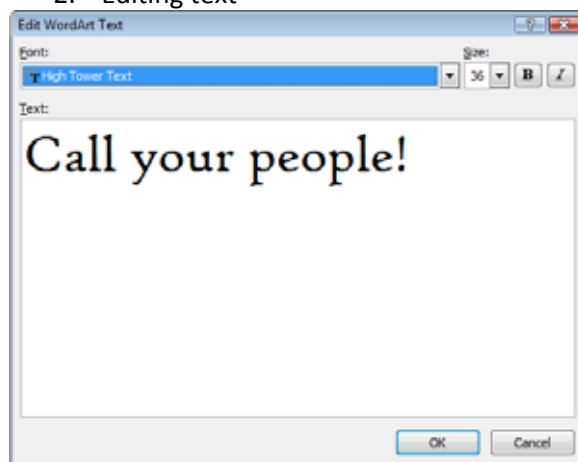 2. Editing text
Edit WordArt Text
Font:
Size:
High Tower Text
36
B
I
Text:
Call your people!
OK
Cancel